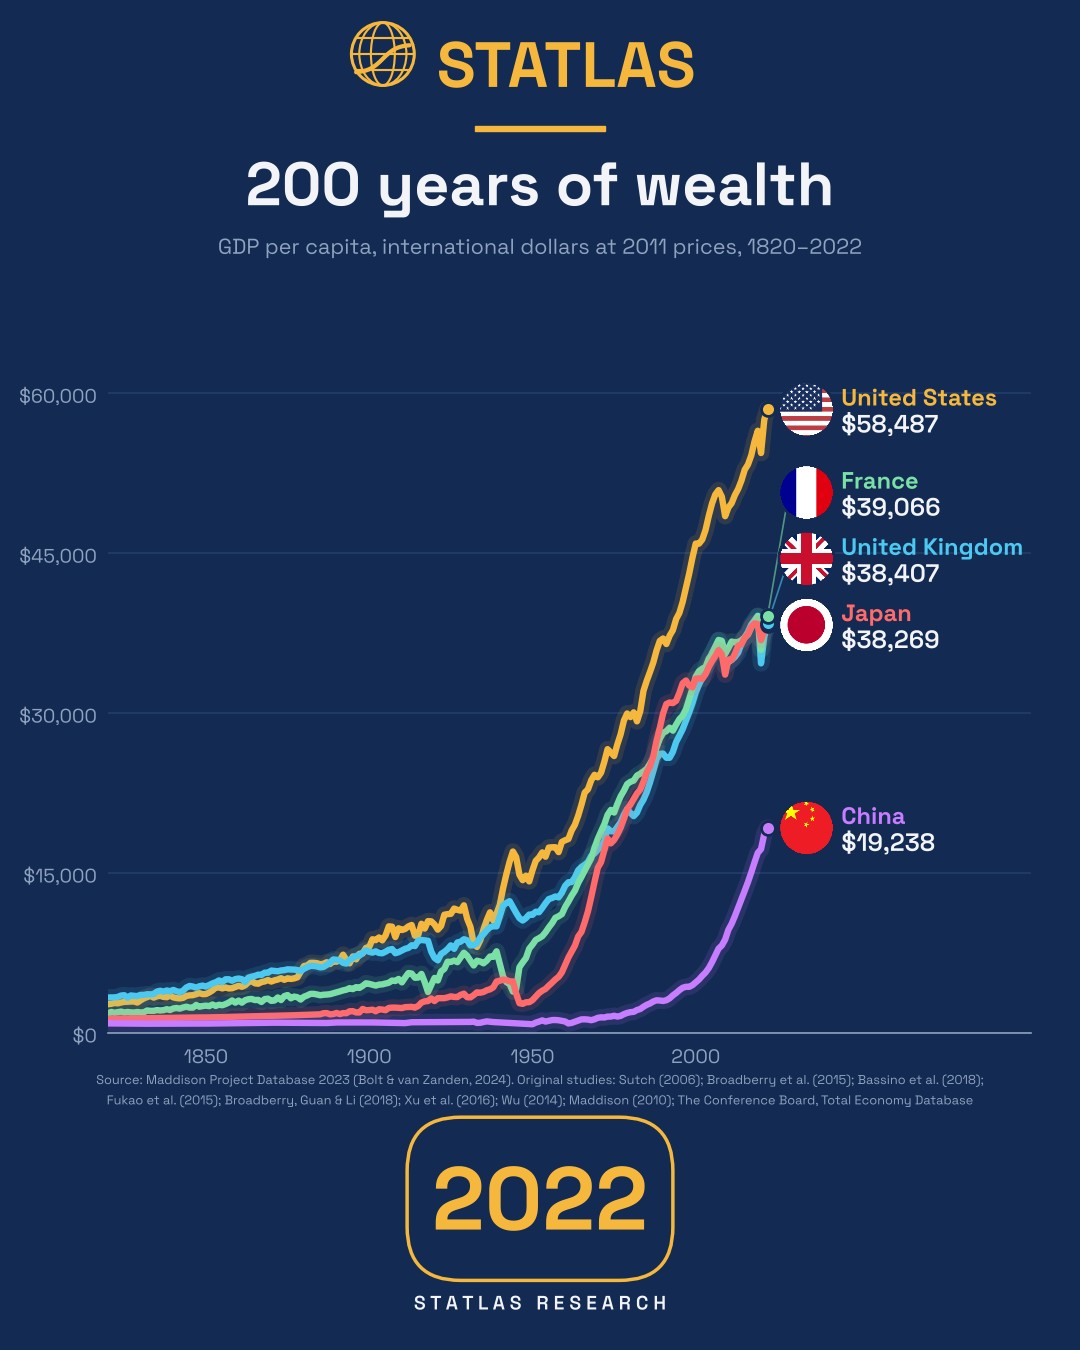 STATLAS
200 years of wealth
GDP per capita, international dollars at 2011 prices, 1820–2022
$60,000
$45,000
$30,000
$15,000
$0
United States
$58,487
France
$39,066
United Kingdom
$38,407
Japan
$38,269
China
$19,238
1850 1900 1950 2000
Source: Maddison Project Database 2023 (Bolt & van Zanden, 2024). Original studies: Sutch (2006); Broadberry et al. (2015); Bassino et al. (2018);
Fukao et al. (2015); Broadberry, Guan & Li (2018); Xu et al. (2016); Wu (2014); Maddison (2010); The Conference Board, Total Economy Database
2022
STATLAS RESEARCH